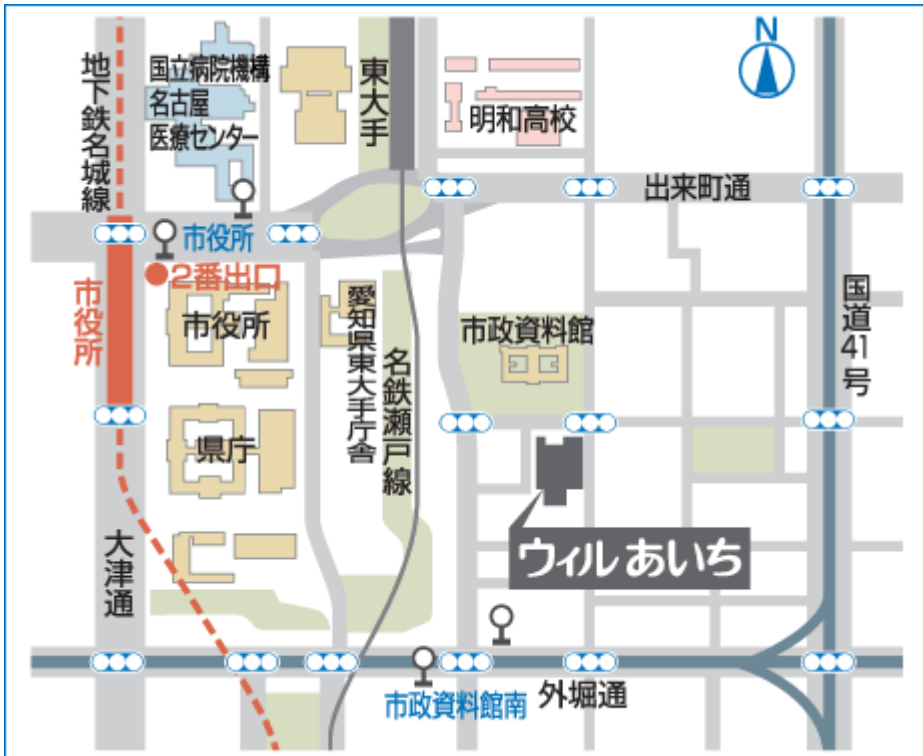 N
地下鉄名城線
国立病院機構
名古屋
医療センター
東大手
明和高校
出来町通
市役所
2番出口
市役所
市役所
愛知県東大手庁舎
名鉄瀬戸線
市政資料館
国道41号
県庁
大津通
ウィルあいち
市政資料館南
外堀通